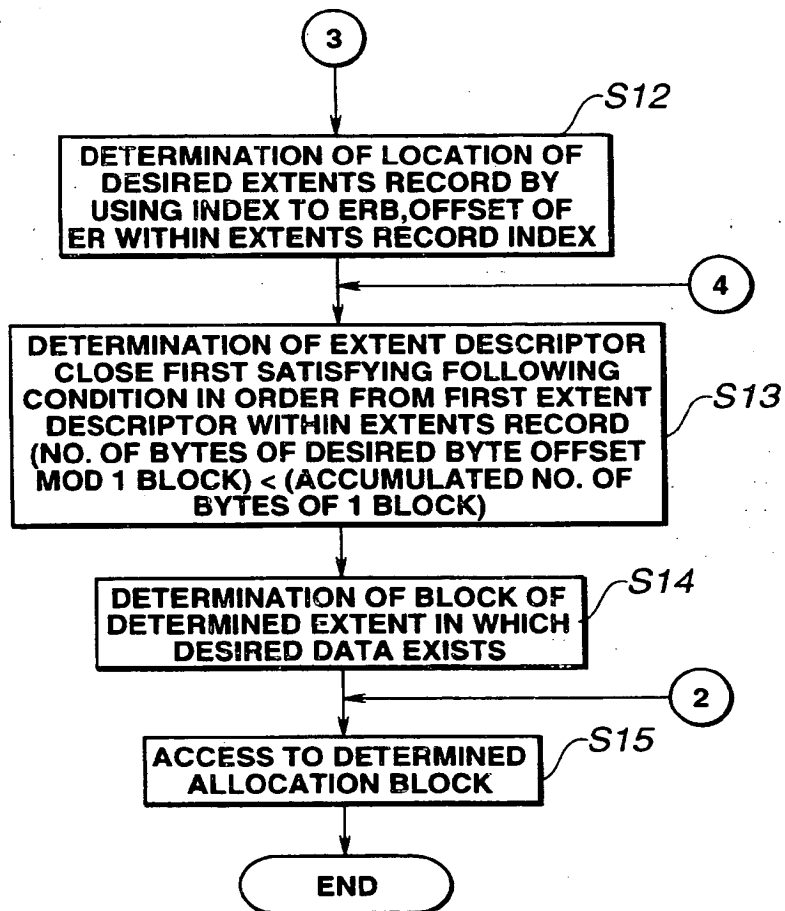 3
S12
DETERMINATION OF LOCATION OF
DESIRED EXTENTS RECORD BY
USING INDEX TO ERB,OFFSET OF
ER WITHIN EXTENTS RECORD INDEX
4
DETERMINATION OF EXTENT DESCRIPTOR
CLOSE FIRST SATISFYING FOLLOWING
CONDITION IN ORDER FROM FIRST EXTENT
DESCRIPTOR WITHIN EXTENTS RECORD
(NO. OF BYTES OF DESIRED BYTE OFFSET
MOD 1 BLOCK) < (ACCUMULATED NO. OF
BYTES OF 1 BLOCK)
S13
S14
DETERMINATION OF BLOCK OF
DETERMINED EXTENT IN WHICH
DESIRED DATA EXISTS
2
S15
ACCESS TO DETERMINED
ALLOCATION BLOCK
END